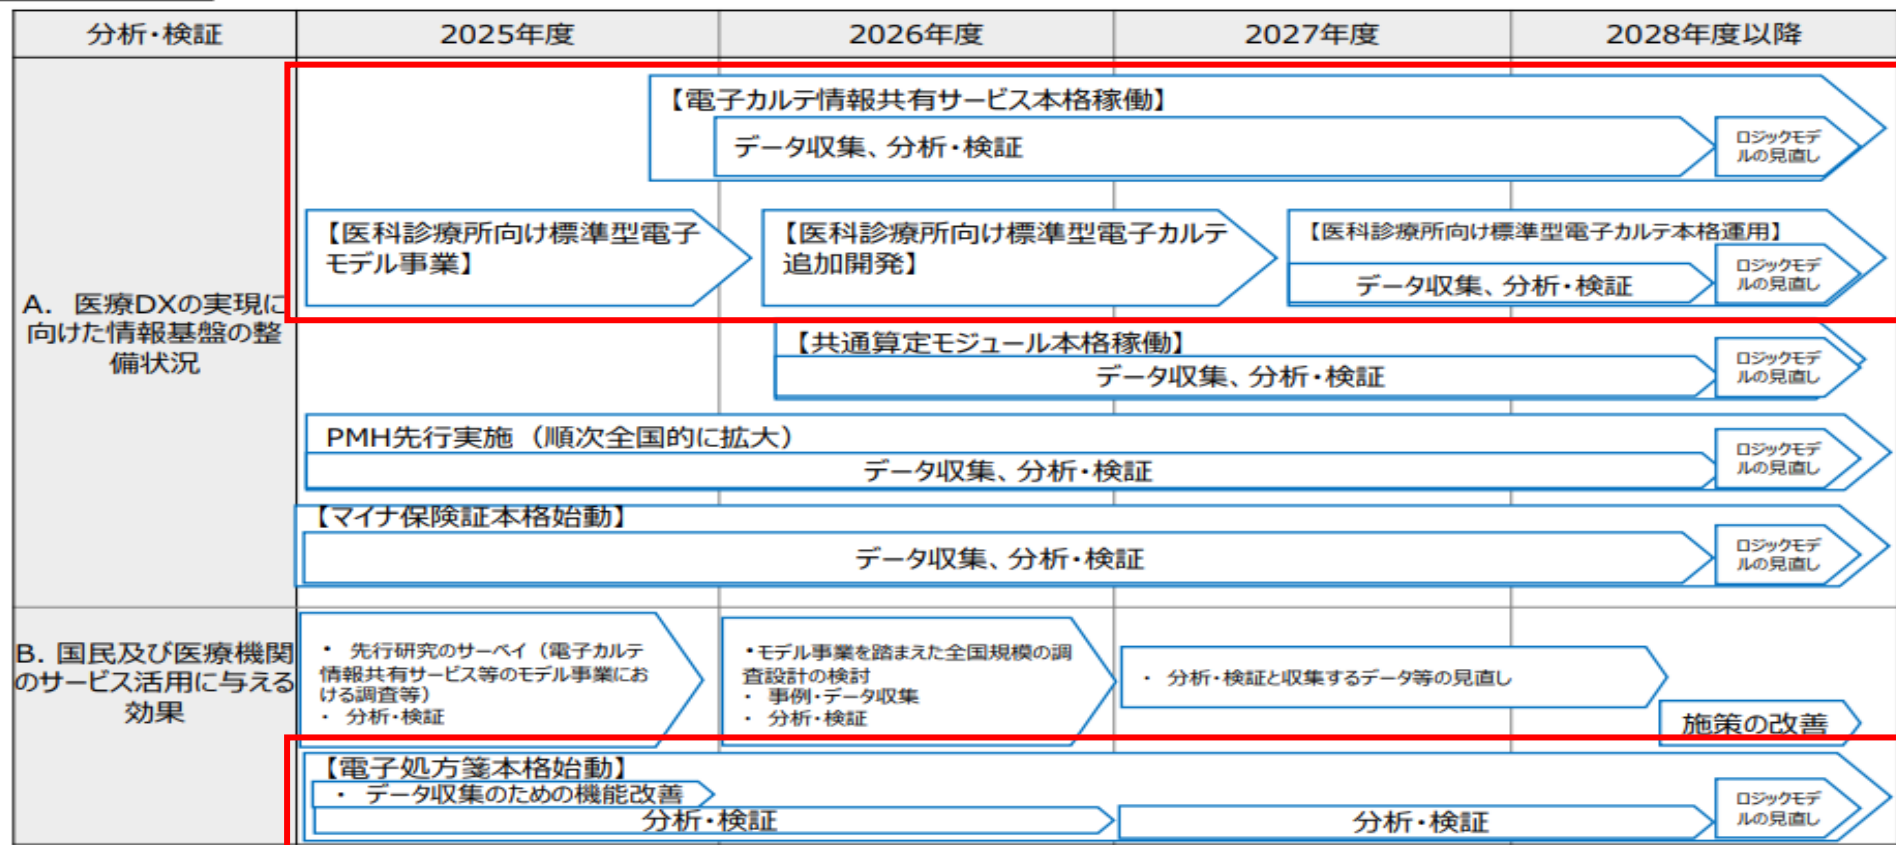 分析・検証
2025年度
2026年度
2027年度
2028年度以降
A. 医療DXの実現に
向けた情報基盤の整
備状況
【電子カルテ情報共有サービス本格稼働】
データ収集、分析・検証
ロジックモデ
ルの見直し
【医科診療所向け標準型電子
モデル事業】
【医科診療所向け標準型電子カルテ
追加開発】
【医科診療所向け標準型電子カルテ本格運用】
データ収集、分析・検証
ロジックモデ
ルの見直し
【共通算定モジュール本格稼働】
データ収集、分析・検証
ロジックモデ
ルの見直し
PMH先行実施（順次全国的に拡大）
データ収集、分析・検証
ロジックモデ
ルの見直し
【マイナ保険証本格始動】
データ収集、分析・検証
ロジックモデ
ルの見直し
B. 国民及び医療機関
のサービス活用に与える
効果
・ 先行研究のサーベイ（電子カルテ
情報共有サービス等のモデル事業にお
ける調査等）
・ 分析・検証
・モデル事業を踏まえた全国規模の調
査設計の検討
・ 事例・データ収集
・ 分析・検証
・ 分析・検証と収集するデータ等の見直し
施策の改善
【電子処方箋本格始動】
・ データ収集のための機能改善
分析・検証
分析・検証
ロジックモデ
ルの見直し